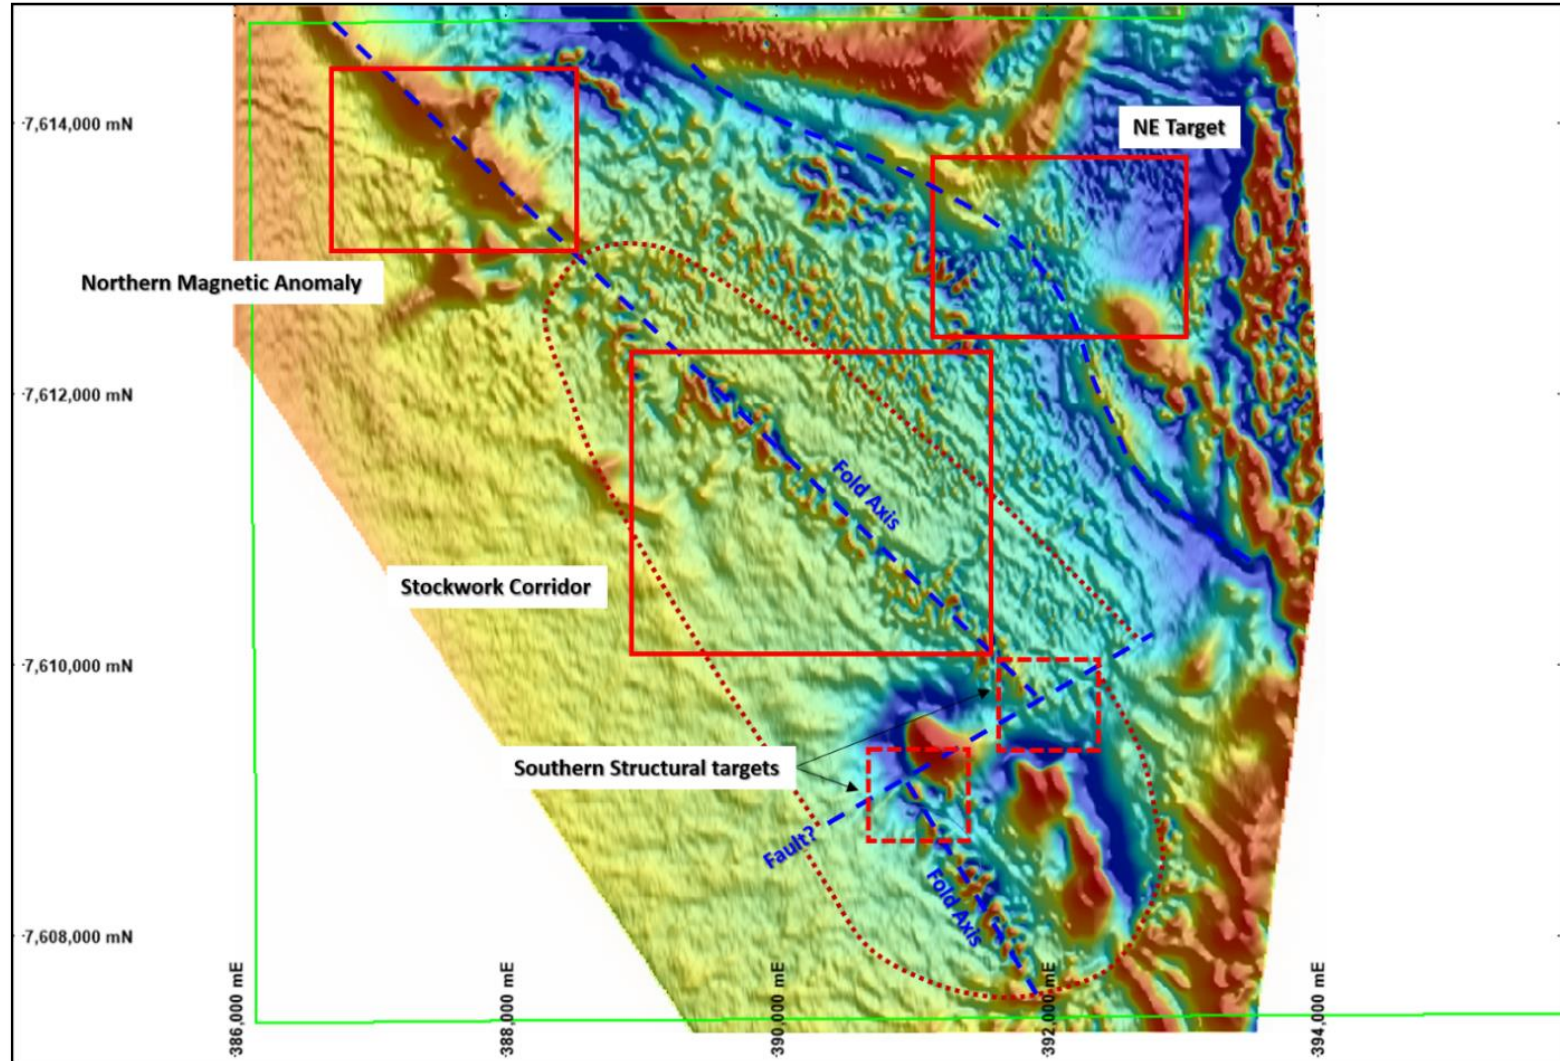 7,614,000 mN
NE Target
Northern Magnetic Anomaly
7,612,000 mN
Fold Axis
Stockwork Corridor
7,610,000 mN
Southern Structural targets
Fault?
Fold Axis
7,608,000 mN
386,000 mE
388,000 mE
390,000 mE
392,000 mE
394,000 mE